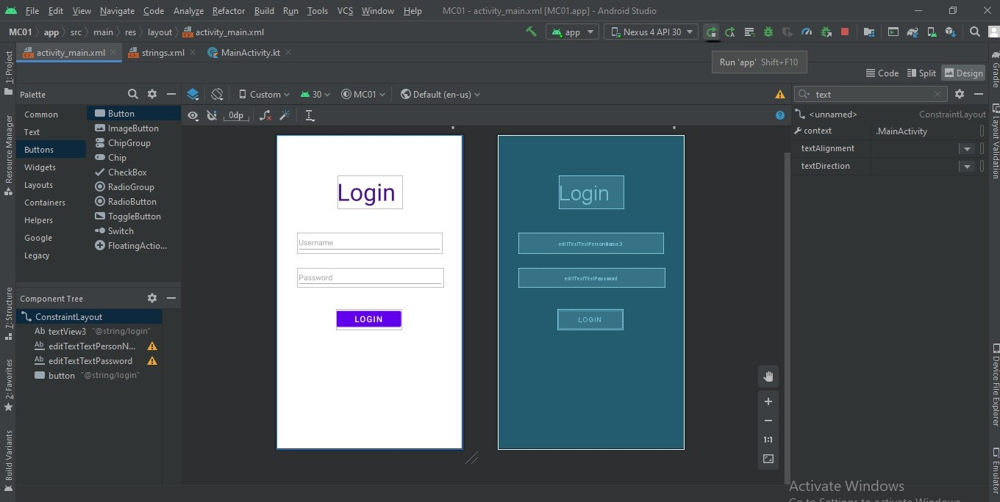 File Edit View Navigate Code Analyze Refactor Build Run Tools VCS Window Help MC01 - activity_main.xml [MC01.app] - Android Studio
MC01 app src main res layout activity_main.xml app Nexus 4 API 30
activity_main.xml strings.xml MainActivity.kt
Run 'app' Shift+F10
Code Split Design
1: Project
Resource Manager
7: Structure
2: Favorites
Build Variants
Palette
Common
Text
Buttons
Widgets
Layouts
Containers
Helpers
Google
Legacy
Button
ImageButton
ChipGroup
Chip
CheckBox
RadioGroup
RadioButton
ToggleButton
Switch
FloatingActio...
Component Tree
ConstraintLayout
Ab textView3 "@string/login"
Ab editTextTextPersonN...
Ab editTextTextPassword
button "@string/login"
Custom 30 MC01 Default (en-us)
0dp
Login
Username
Password
LOGIN
Login
editTextTextPersonName3
editTextTextPassword
LOGIN
1:1
text
<unnamed> ConstraintLayout
context .MainActivity
textAlignment
textDirection
Gradle
Layout Validation
Device File Explorer
Emulator
Activate Windows
Go to Settings to activate Windows.